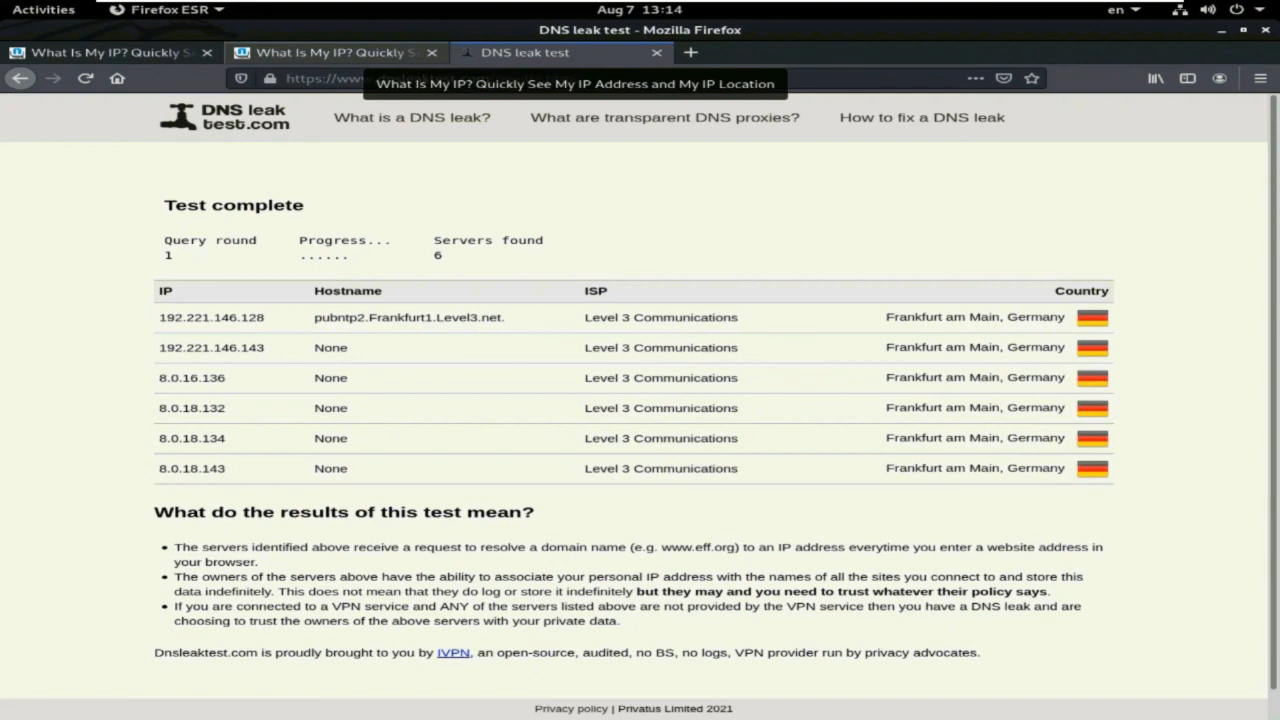 Activities Firefox ESR Aug 7 13:14 en
DNS leak test - Mozilla Firefox
What Is My IP? Quickly S What Is My IP? Quickly S DNS leak test
https://www
What Is My IP? Quickly See My IP Address and My IP Location
DNS leak What is a DNS leak? What are transparent DNS proxies? How to fix a DNS leak
test.com
Test complete
Query round Progress... Servers found
1 ...... 6
IP Hostname ISP Country
192.221.146.128 pubntp2.Frankfurt1.Level3.net. Level 3 Communications Frankfurt am Main, Germany
192.221.146.143 None Level 3 Communications Frankfurt am Main, Germany
8.0.16.136 None Level 3 Communications Frankfurt am Main, Germany
8.0.18.132 None Level 3 Communications Frankfurt am Main, Germany
8.0.18.134 None Level 3 Communications Frankfurt am Main, Germany
8.0.18.143 None Level 3 Communications Frankfurt am Main, Germany
What do the results of this test mean?
• The servers identified above receive a request to resolve a domain name (e.g. www.eff.org) to an IP address everytime you enter a website address in
your browser.
• The owners of the servers above have the ability to associate your personal IP address with the names of all the sites you connect to and store this
data indefinitely. This does not mean that they do log or store it indefinitely but they may and you need to trust whatever their policy says.
• If you are connected to a VPN service and ANY of the servers listed above are not provided by the VPN service then you have a DNS leak and are
choosing to trust the owners of the above servers with your private data.
Dnsleaktest.com is proudly brought to you by IVPN, an open-source, audited, no BS, no logs, VPN provider run by privacy advocates.
Privacy policy | Privatus Limited 2021